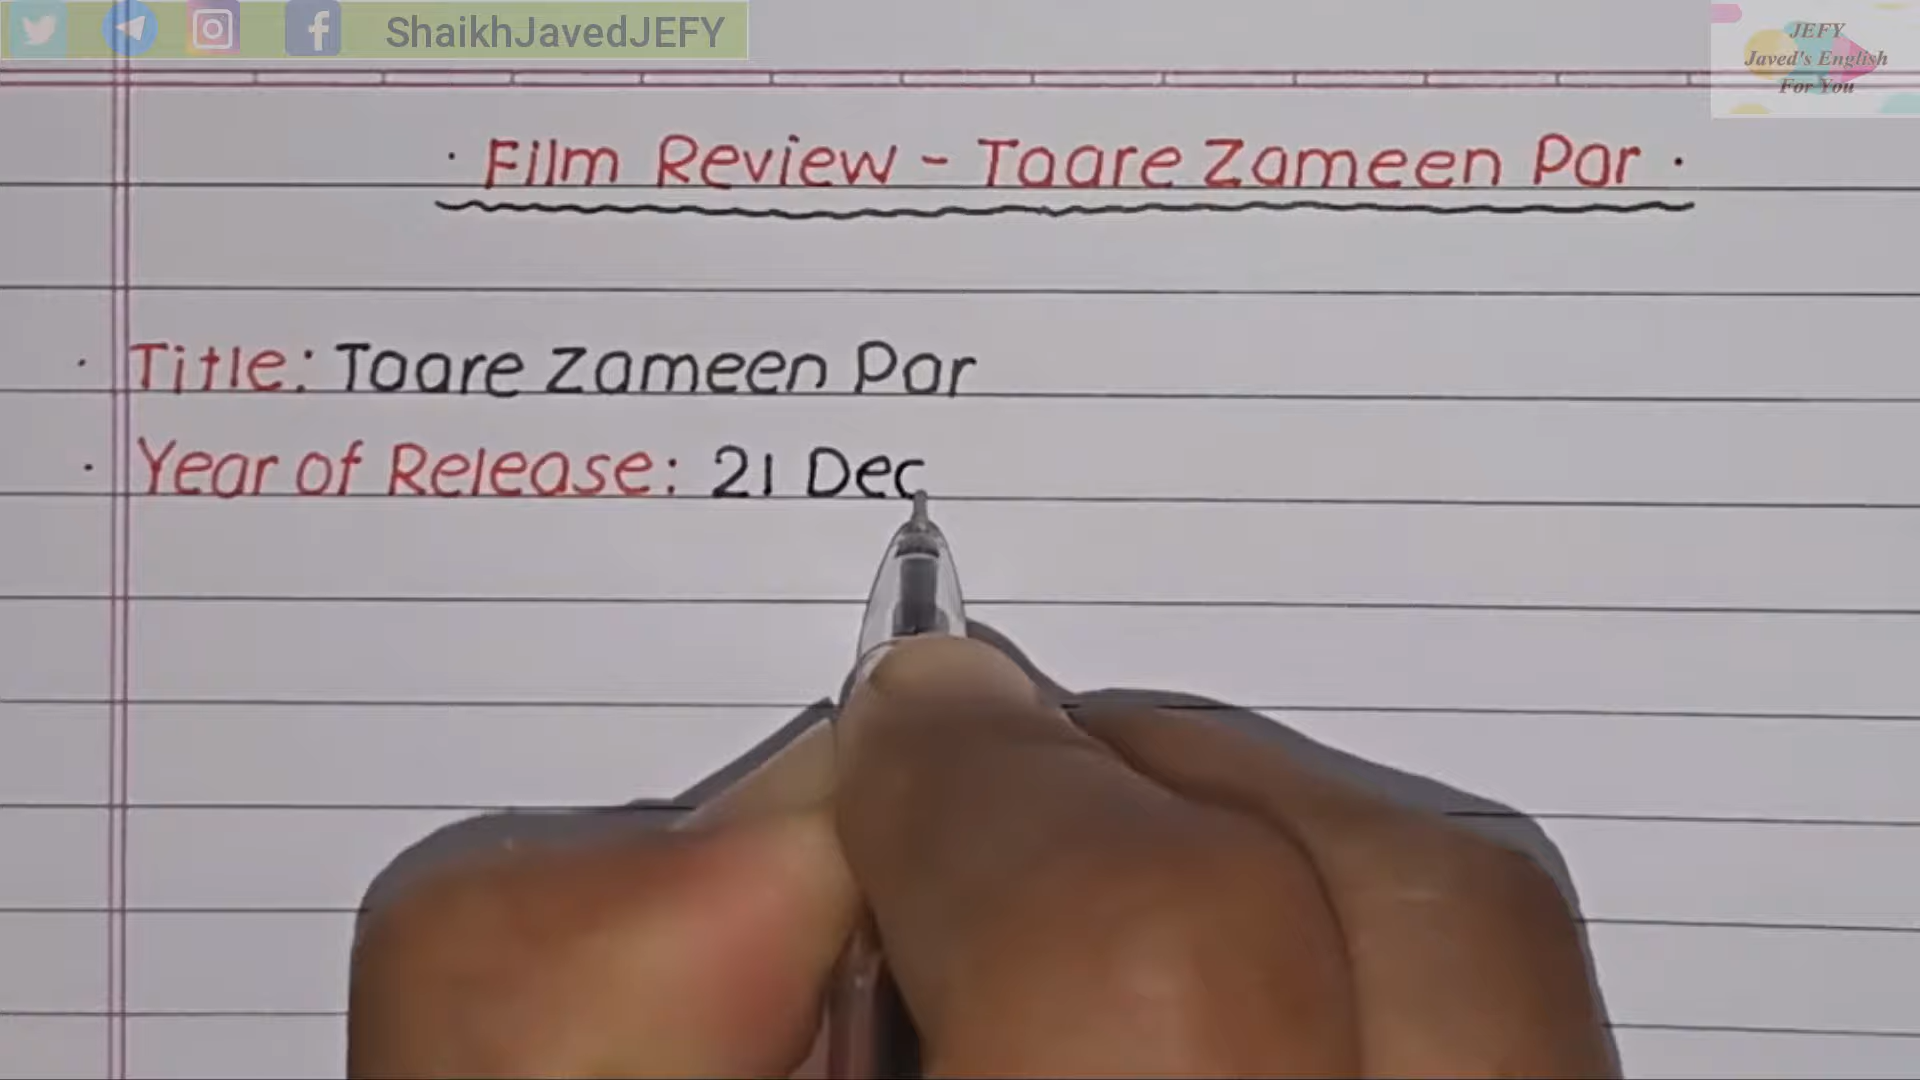 ShaikhJavedJEFY
JEFY
Javed's English
For You
· Film Review - Taare Zameen Par ·
· Title: Taare Zameen Par
· Year of Release: 21 Dec